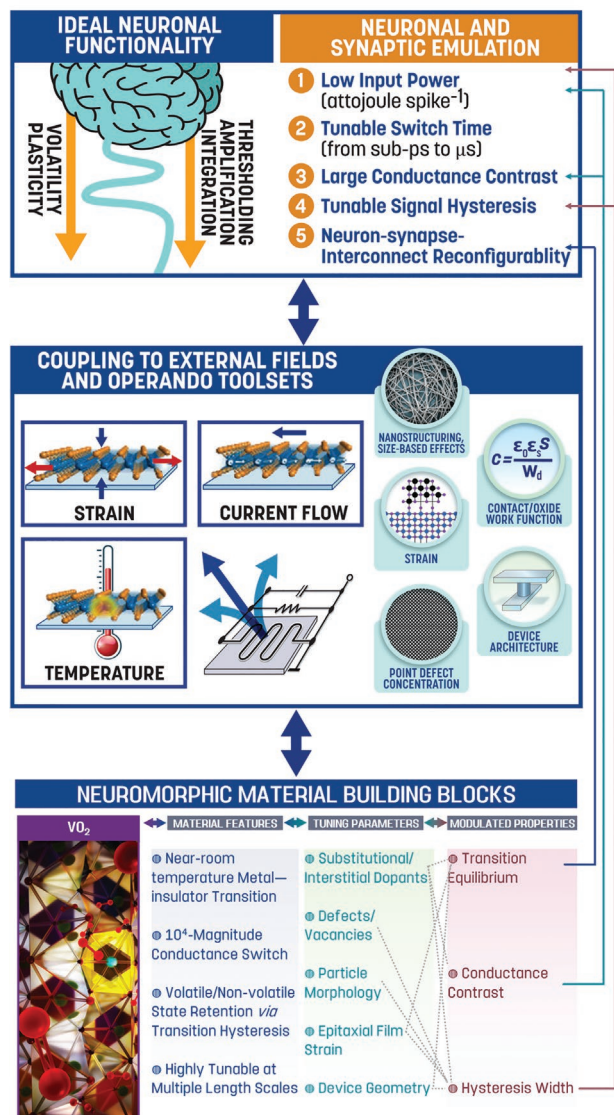 IDEAL NEURONAL
FUNCTIONALITY
VOLATILITY
PLASTICITY
THRESHOLDING
AMPLIFICATION
INTEGRATION
NEURONAL AND
SYNAPTIC EMULATION
1 Low Input Power
(attojoule spike⁻¹)
2 Tunable Switch Time
(from sub-ps to μs)
3 Large Conductance Contrast
4 Tunable Signal Hysteresis
5 Neuron-synapse-
Interconnect Reconfigurablity
COUPLING TO EXTERNAL FIELDS
AND OPERANDO TOOLSETS
STRAIN
CURRENT FLOW
TEMPERATURE
NANOSTRUCTURING,
SIZE-BASED EFFECTS
STRAIN
POINT DEFECT
CONCENTRATION
C = ε₀εₛS / W_d
CONTACT/OXIDE
WORK FUNCTION
DEVICE
ARCHITECTURE
NEUROMORPHIC MATERIAL BUILDING BLOCKS
VO₂
MATERIAL FEATURES
Near-room
temperature Metal—
insulator Transition
10⁴-Magnitude
Conductance Switch
Volatile/Non-volatile
State Retention via
Transition Hysteresis
Highly Tunable at
Multiple Length Scales
TUNING PARAMETERS
Substitutional/
Interstitial Dopants
Defects/
Vacancies
Particle
Morphology
Epitaxial Film
Strain
Device Geometry
MODULATED PROPERTIES
Transition
Equilibrium
Conductance
Contrast
Hysteresis Width